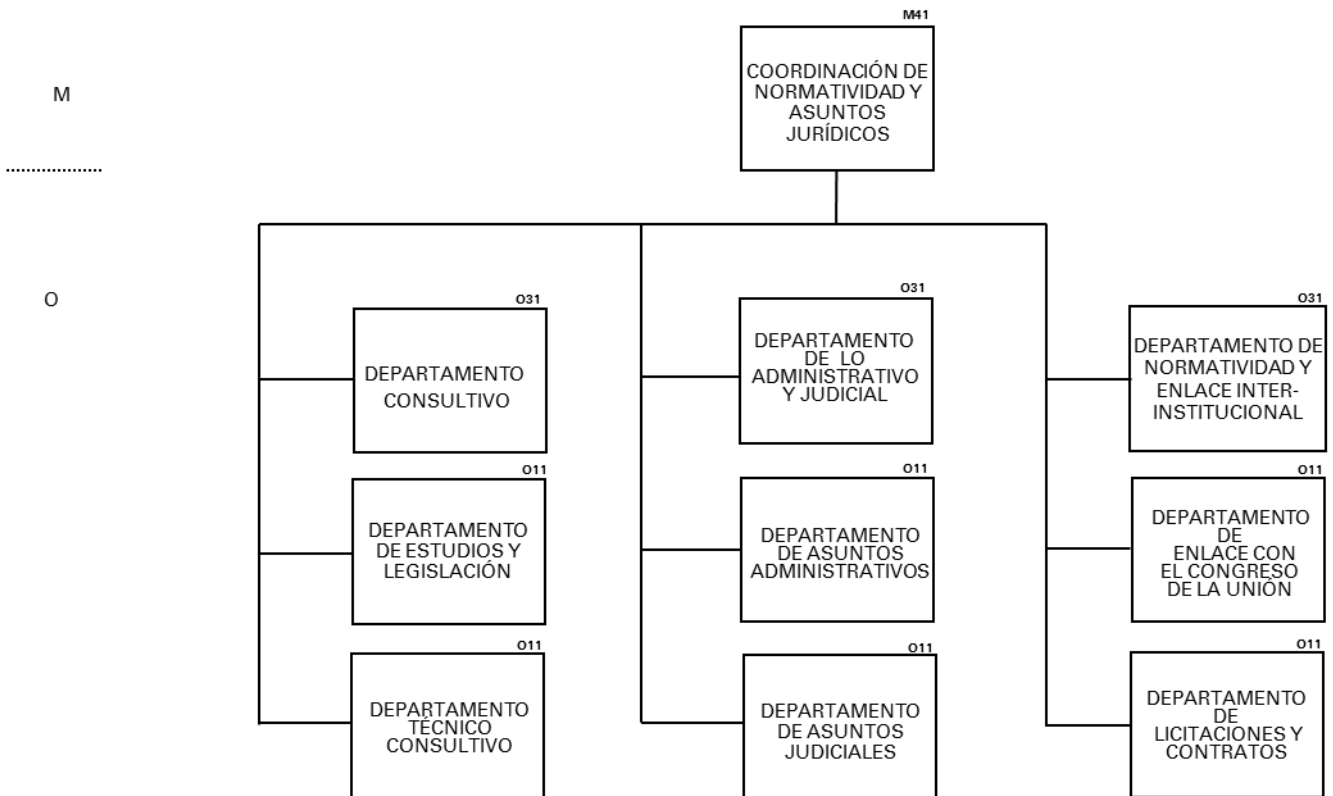 M41
COORDINACIÓN DE
NORMATIVIDAD Y
ASUNTOS
JURÍDICOS
M
O
O31
DEPARTAMENTO
CONSULTIVO
O31
DEPARTAMENTO
DE LO
ADMINISTRATIVO
Y JUDICIAL
O31
DEPARTAMENTO DE
NORMATIVIDAD Y
ENLACE INTER-
INSTITUCIONAL
O11
DEPARTAMENTO
DE ESTUDIOS Y
LEGISLACIÓN
O11
DEPARTAMENTO
DE ASUNTOS
ADMINISTRATIVOS
O11
DEPARTAMENTO
DE
ENLACE CON
EL CONGRESO
DE LA UNIÓN
O11
DEPARTAMENTO
TÉCNICO
CONSULTIVO
O11
DEPARTAMENTO
DE ASUNTOS
JUDICIALES
O11
DEPARTAMENTO
DE
LICITACIONES Y
CONTRATOS